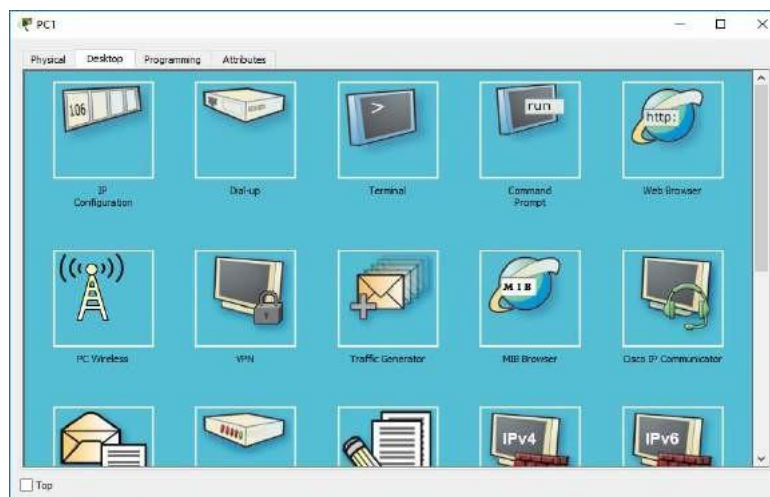 PC1
Physical Desktop Programming Attributes
106
>
run
http:
IP
Configuration
Dial-up
Terminal
Command
Prompt
Web Browser
MIB
PC Wireless
VPN
Traffic Generator
MIB Browser
Cisco IP Communicator
IPv4
IPv6
Top